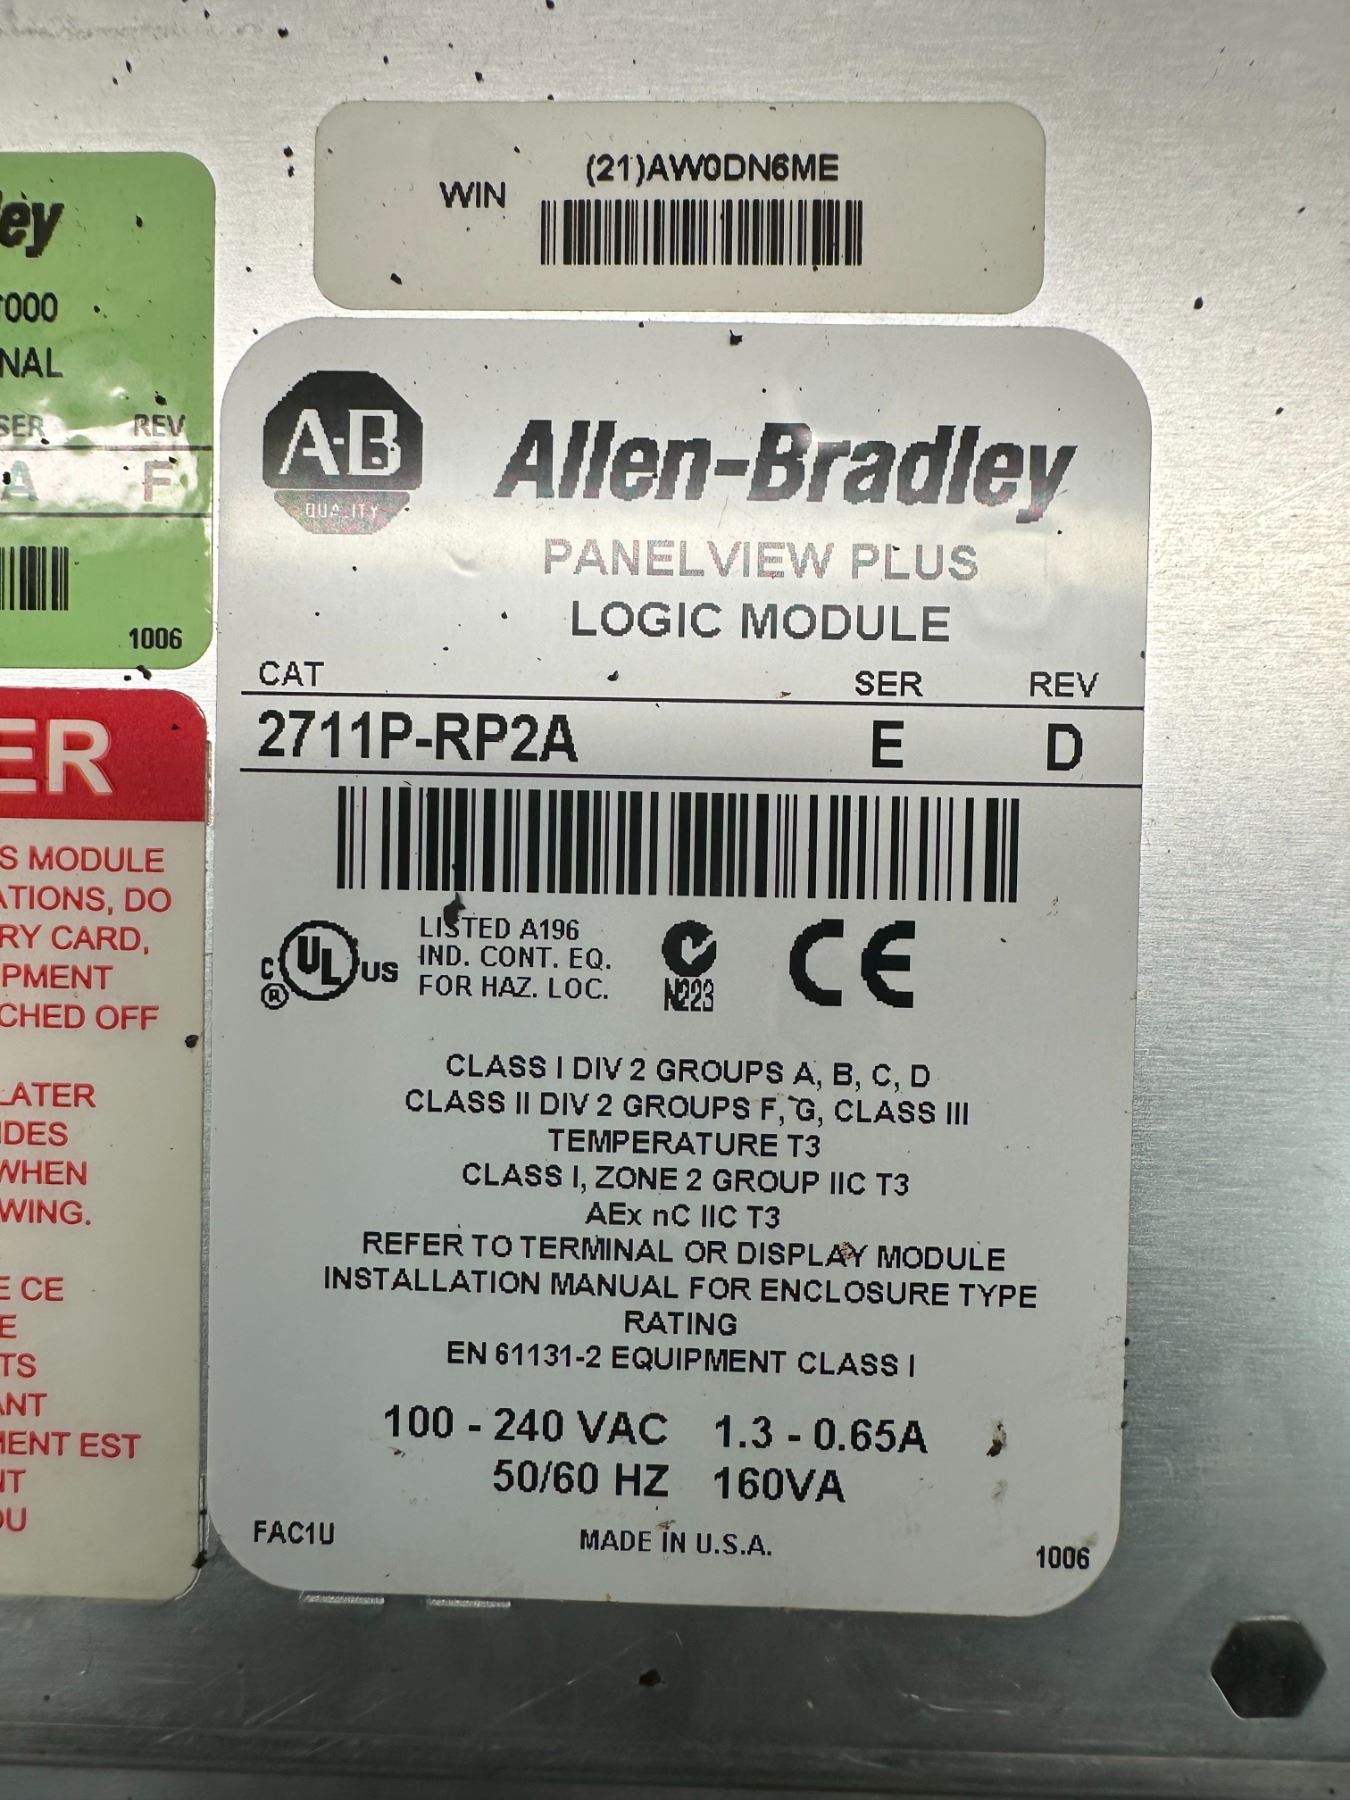 (21)AW0DN6ME
WIN
ey
1000
NAL
SER REV
A F
1006
A-B
QUALITY
Allen-Bradley
PANELVIEW PLUS
LOGIC MODULE
CAT SER REV
2711P-RP2A E D
C UL US
LISTED A196
IND. CONT. EQ.
FOR HAZ. LOC.
N223
CE
CLASS I DIV 2 GROUPS A, B, C, D
CLASS II DIV 2 GROUPS F, G, CLASS III
TEMPERATURE T3
CLASS I, ZONE 2 GROUP IIC T3
AEx nC IIC T3
REFER TO TERMINAL OR DISPLAY MODULE
INSTALLATION MANUAL FOR ENCLOSURE TYPE
RATING
EN 61131-2 EQUIPMENT CLASS I
100 - 240 VAC 1.3 - 0.65A
50/60 HZ 160VA
FAC1U MADE IN U.S.A. 1006
ER
S MODULE
ATIONS, DO
RY CARD,
PMENT
CHED OFF
LATER
IDES
WHEN
WING.
E CE
E
TS
ANT
MENT EST
NT
OU